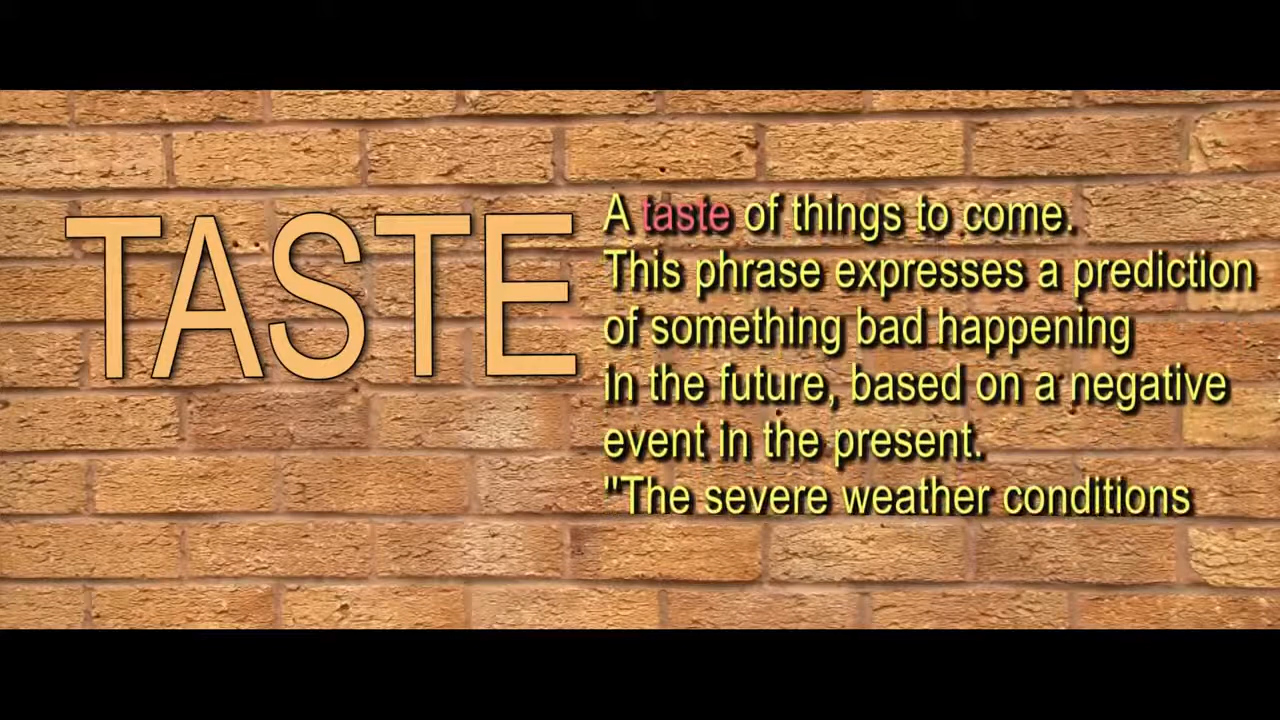 TASTE
A taste of things to come.
This phrase expresses a prediction
of something bad happening
in the future, based on a negative
event in the present.
"The severe weather conditions